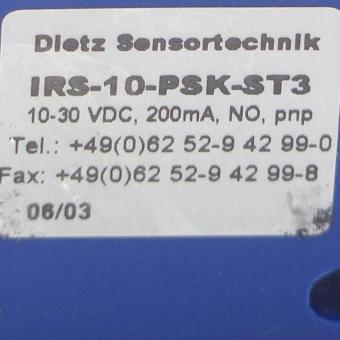 Dietz Sensortechnik
IRS-10-PSK-ST3
10-30 VDC, 200mA, NO, pnp
Tel.: +49(0)62 52-9 42 99-0
Fax: +49(0)62 52-9 42 99-8
06/03